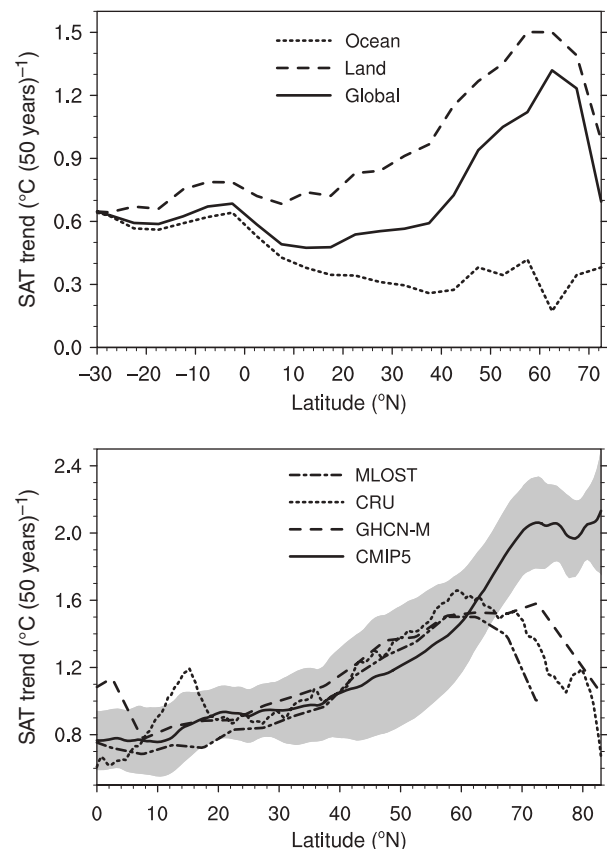 1.5
1.2
0.9
0.6
0.3
0.0
SAT trend (°C (50 years)⁻¹)
Ocean
Land
Global
–30 –20 –10 0 10 20 30 40 50 60 70
Latitude (°N)
2.4
2.0
1.6
1.2
0.8
SAT trend (°C (50 years)⁻¹)
MLOST
CRU
GHCN-M
CMIP5
0 10 20 30 40 50 60 70 80
Latitude (°N)